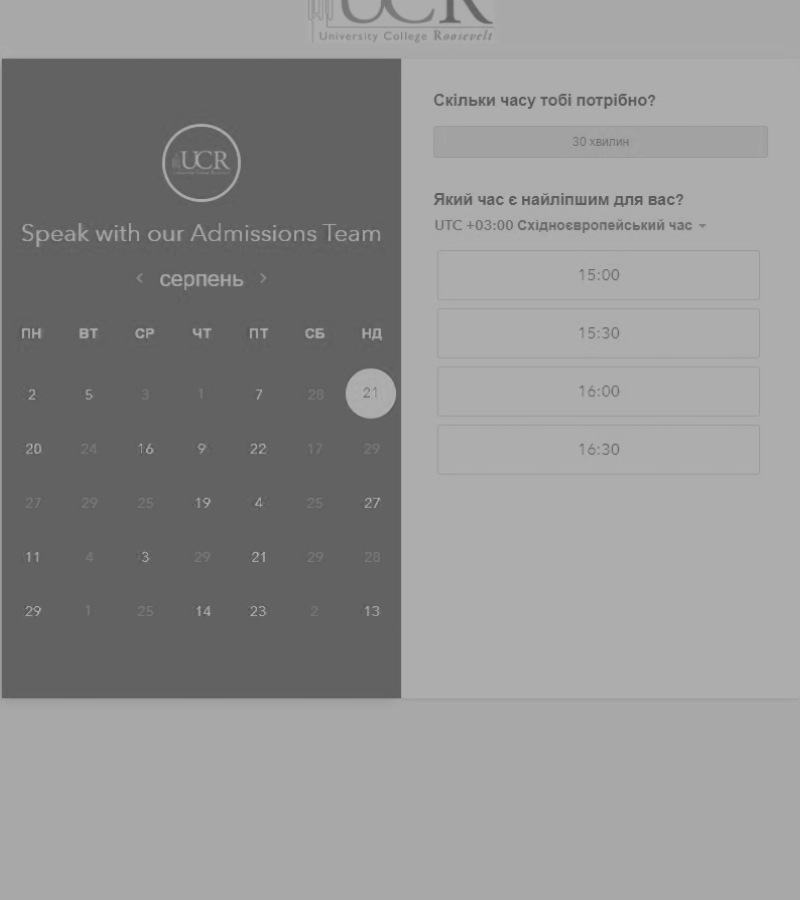 UCR
University College Roosevelt
UCR
Speak with our Admissions Team
серпень
ПН ВТ СР ЧТ ПТ СБ НД
2 5 3 1 7 28 21
20 24 16 9 22 17 29
27 29 25 19 4 25 27
11 4 3 29 21 29 28
29 1 25 14 23 2 13
Скільки часу тобі потрібно?
30 хвилин
Який час є найліпшим для вас?
UTC +03:00 Східноєвропейський час
15:00
15:30
16:00
16:30